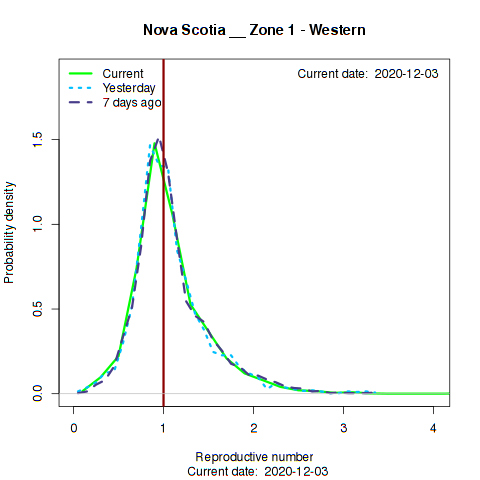 Nova Scotia __ Zone 1 - Western
Current
Current date: 2020-12-03
Yesterday
7 days ago
Probability density
0.0
0.5
1.0
1.5
0
1
2
3
4
Reproductive number
Current date: 2020-12-03